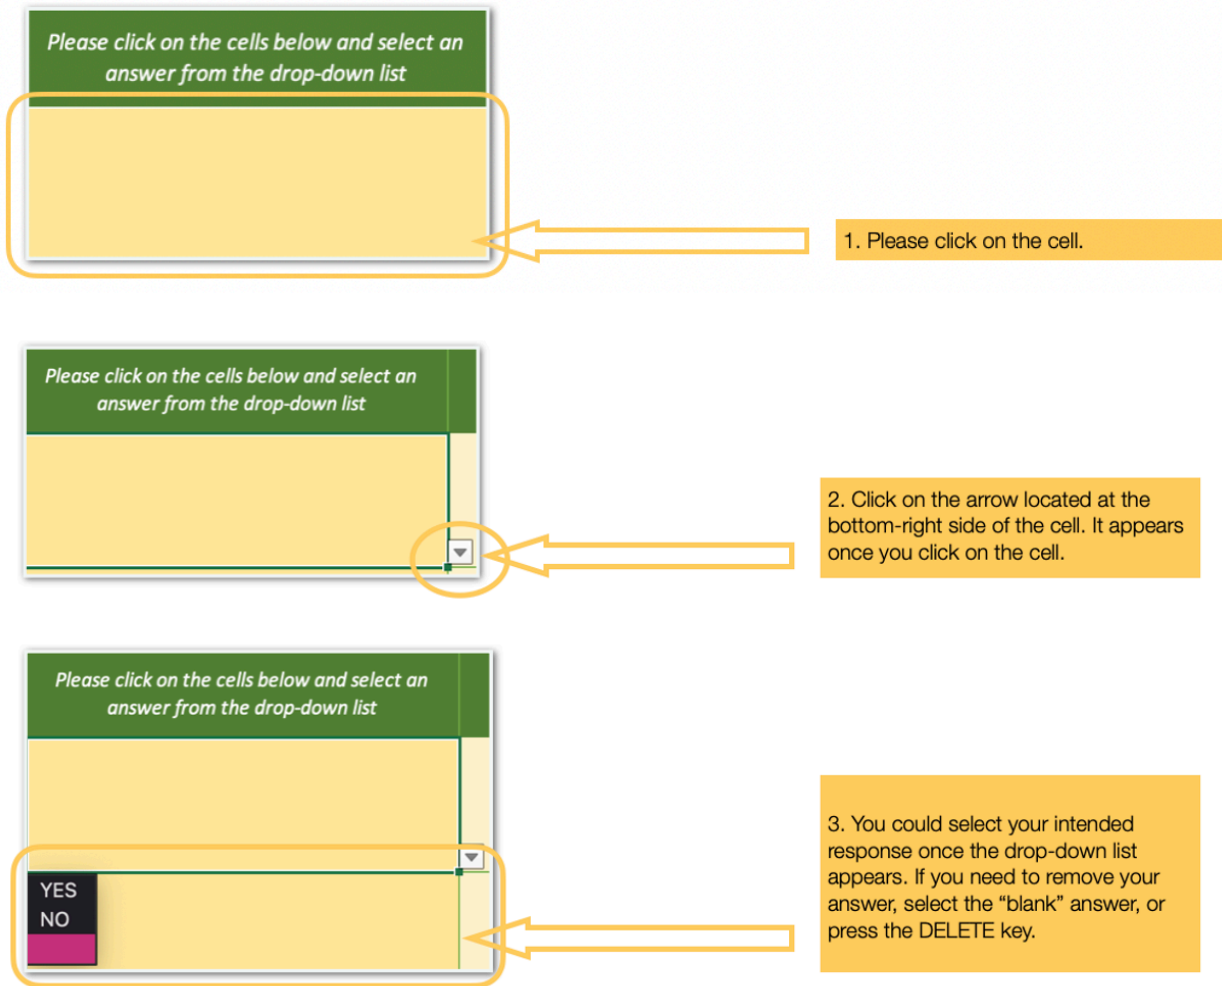 Please click on the cells below and select an
answer from the drop-down list
1. Please click on the cell.
Please click on the cells below and select an
answer from the drop-down list
2. Click on the arrow located at the
bottom-right side of the cell. It appears
once you click on the cell.
Please click on the cells below and select an
answer from the drop-down list
YES
NO
3. You could select your intended
response once the drop-down list
appears. If you need to remove your
answer, select the “blank” answer, or
press the DELETE key.